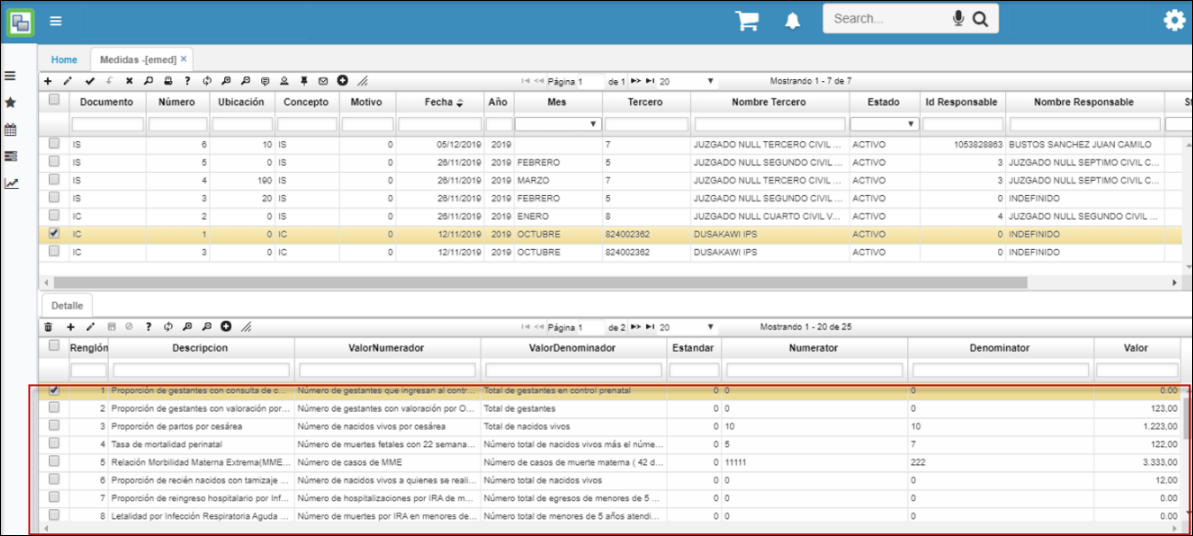 Search...
Home Medidas -[emed] ×
Página 1 de 1 20 Mostrando 1 - 7 de 7
Documento Número Ubicación Concepto Motivo Fecha Año Mes Tercero Nombre Tercero Estado Id Responsable Nombre Responsable St
IS 6 10 IS 0 05/12/2019 2019 7 JUZGADO NULL TERCERO CIVIL ... ACTIVO 1053828863 BUSTOS SANCHEZ JUAN CAMILO
IS 5 0 IS 0 26/11/2019 2019 FEBRERO 5 JUZGADO NULL SEGUNDO CIVIL ... ACTIVO 3 JUZGADO NULL SEPTIMO CIVIL C...
IS 4 190 IS 0 26/11/2019 2019 MARZO 7 JUZGADO NULL TERCERO CIVIL ... ACTIVO 3 JUZGADO NULL SEPTIMO CIVIL C...
IS 3 20 IS 0 26/11/2019 2019 FEBRERO 5 JUZGADO NULL SEGUNDO CIVIL ... ACTIVO 0 INDEFINIDO
IC 2 0 IS 0 26/11/2019 2019 ENERO 8 JUZGADO NULL CUARTO CIVIL V... ACTIVO 4 JUZGADO NULL SEGUNDO CIVIL ...
IC 1 0 IC 0 12/11/2019 2019 OCTUBRE 824002362 DUSAKAWI IPS ACTIVO 0 INDEFINIDO
IC 3 0 IC 0 12/11/2019 2019 OCTUBRE 824002362 DUSAKAWI IPS ACTIVO 0 INDEFINIDO
Detalle
Página 1 de 2 20 Mostrando 1 - 20 de 25
Renglón Descripcion ValorNumerador ValorDenominador Estandar Numerator Denominator Valor
1 Proporción de gestantes con consulta de c... Número de gestantes que ingresan al contr... Total de gestantes en control prenatal 0 0 0 0.00
2 Proporción de gestantes con valoración por... Número de gestantes con valoración por O... Total de gestantes 0 0 0 123,00
3 Proporción de partos por cesárea Número de nacidos vivos por cesárea Total de nacidos vivos 0 10 10 1.223,00
4 Tasa de mortalidad perinatal Número de muertes fetales con 22 semana... Número total de nacidos vivos más el núme... 0 5 7 122,00
5 Relación Morbilidad Materna Extrema(MME... Número de casos de MME Número de casos de muerte materna ( 42 d... 0 11111 222 3.333,00
6 Proporción de recién nacidos con tamizaje ... Número de nacidos vivos a quienes se reali... Número total de nacidos vivos 0 0 0 12,00
7 Proporción de reingreso hospitalario por Inf... Número de hospitalizaciones por IRA de m... Número total de egresos de menores de 5 ... 0 0 0 0.00
8 Letalidad por Infección Respiratoria Aguda ... Número de muertes por IRA en menores de... Número total de menores de 5 años atendi... 0 0 0 0.00